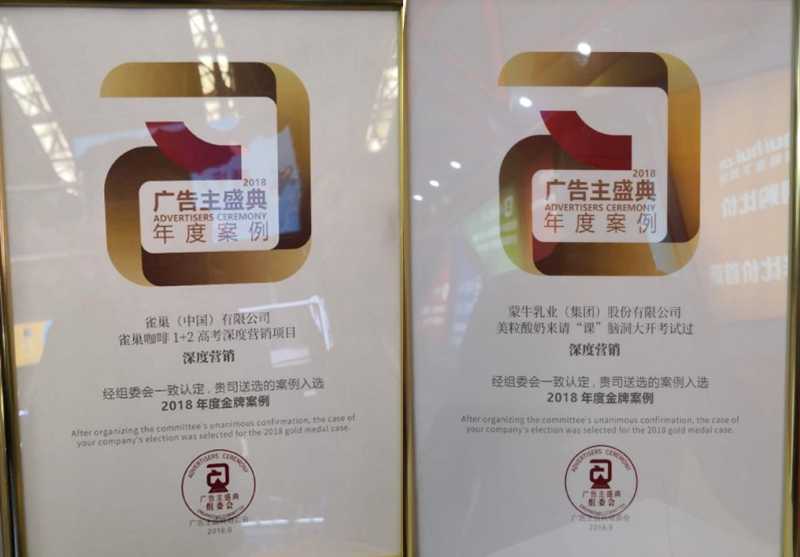 2018
广告主盛典
ADVERTISERS CEREMONY
年度案例
雀巢（中国）有限公司
雀巢咖啡 1+2 高考深度营销项目
深度营销
经组委会一致认定，贵司送选的案例入选
2018 年度金牌案例
After organizing the committee's unanimous confirmation, the case of
your company's election was selected for the 2018 gold medal case.
ADVERTISERS CEREMONY
广告主盛典
组委会
2018.9
2018
广告主盛典
ADVERTISERS CEREMONY
年度案例
蒙牛乳业（集团）股份有限公司
美粒酸奶来请“课”脑洞大开考试过
深度营销
经组委会一致认定，贵司送选的案例入选
2018 年度金牌案例
After organizing the committee's unanimous confirmation, the case of
your company's election was selected for the 2018 gold medal case.
ADVERTISERS CEREMONY
广告主盛典
组委会
2018.9